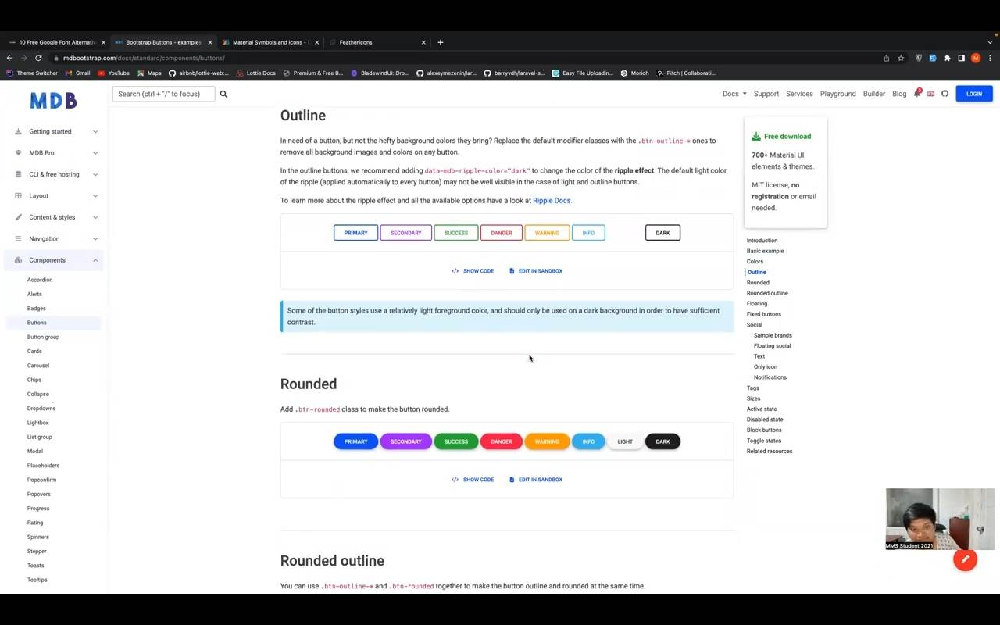 10 Free Google Font Alternativ
Bootstrap Buttons - examples
Material Symbols and Icons -
Feathericons
mdbootstrap.com/docs/standard/components/buttons/
Theme Switcher
Gmail
YouTube
Maps
airbnb/lottie-web:...
Lottie Docs
Premium & Free B...
BladewindUI: Dro...
alexeymezenin/lar...
barryvdh/laravel-s...
Easy File Uploadin...
Morioh
Pitch | Collaborati...
MDB
Search (ctrl + "/" to focus)
Docs
Support
Services
Playground
Builder
Blog
LOGIN
Getting started
MDB Pro
CLI & free hosting
Layout
Content & styles
Navigation
Components
Accordion
Alerts
Badges
Buttons
Button group
Cards
Carousel
Chips
Collapse
Dropdowns
Lightbox
List group
Modal
Placeholders
Popconfirm
Popovers
Progress
Rating
Spinners
Stepper
Toasts
Tooltips
Outline
In need of a button, but not the hefty background colors they bring? Replace the default modifier classes with the .btn-outline-* ones to
remove all background images and colors on any button.
In the outline buttons, we recommend adding data-mdb-ripple-color="dark" to change the color of the ripple effect. The default light color
of the ripple (applied automatically to every button) may not be well visible in the case of light and outline buttons.
To learn more about the ripple effect and all the available options have a look at Ripple Docs.
PRIMARY SECONDARY SUCCESS DANGER WARNING INFO DARK
SHOW CODE EDIT IN SANDBOX
Some of the button styles use a relatively light foreground color, and should only be used on a dark background in order to have sufficient
contrast.
Rounded
Add .btn-rounded class to make the button rounded.
PRIMARY SECONDARY SUCCESS DANGER WARNING INFO LIGHT DARK
SHOW CODE EDIT IN SANDBOX
Rounded outline
You can use .btn-outline-* and .btn-rounded together to make the button outline and rounded at the same time.
Free download
700+ Material UI
elements & themes.
MIT license, no
registration or email
needed.
Introduction
Basic example
Colors
Outline
Rounded
Rounded outline
Floating
Fixed buttons
Social
Sample brands
Floating social
Text
Only icon
Notifications
Tags
Sizes
Active state
Disabled state
Block buttons
Toggle states
Related resources
MMS Student 2021